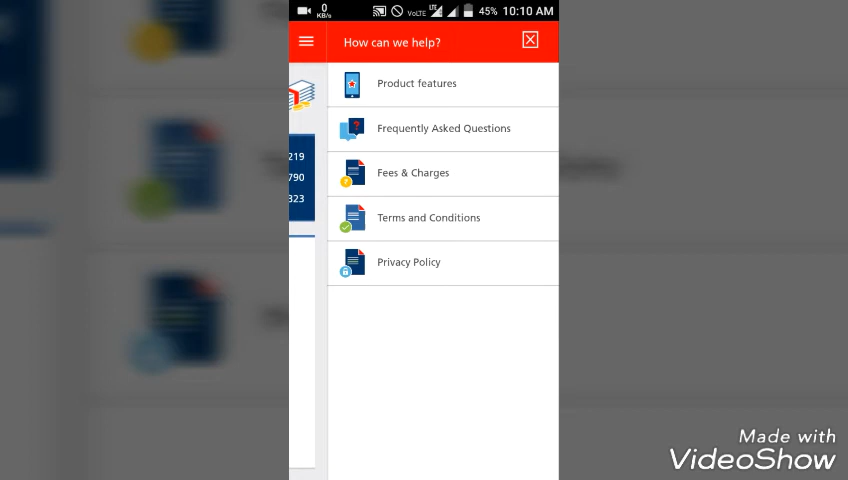 0
KB/s
VoLTE
LTE
45%
10:10 AM
How can we help?
Product features
219
Frequently Asked Questions
790
Fees & Charges
323
Terms and Conditions
Privacy Policy
Made with
VideoShow